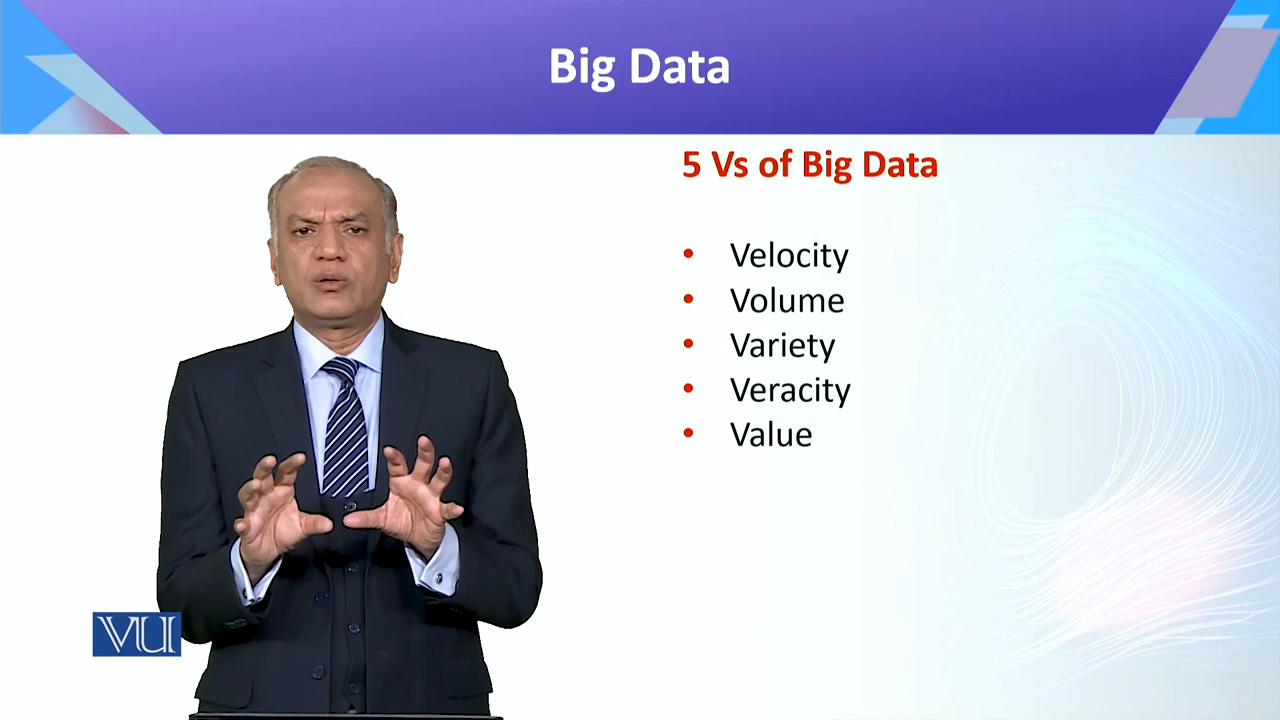 Big Data
5 Vs of Big Data
• Velocity
• Volume
• Variety
• Veracity
• Value
VU